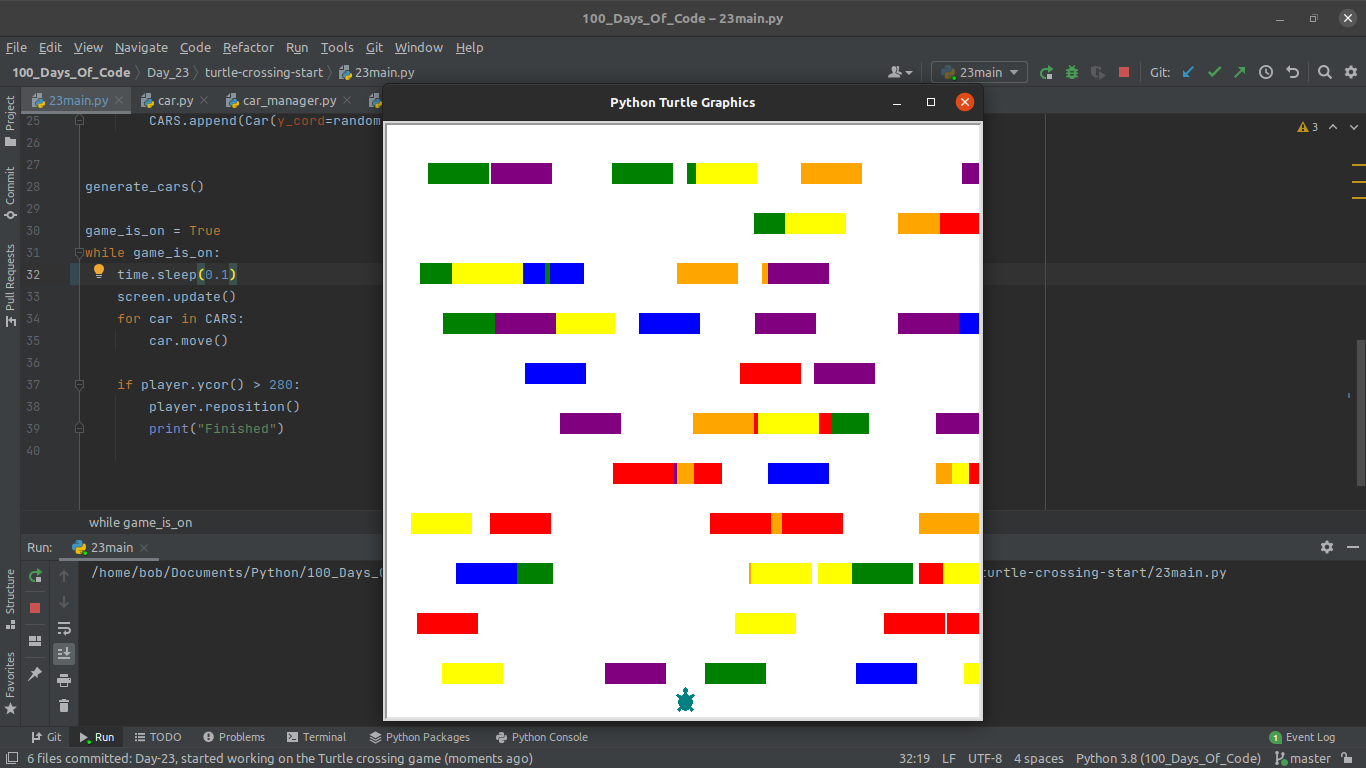 100_Days_Of_Code – 23main.py
File Edit View Navigate Code Refactor Run Tools Git Window Help
100_Days_Of_Code Day_23 turtle-crossing-start 23main.py 23main Git:
Project
Commit
Pull Requests
Structure
Favorites
23main.py car.py car_manager.py
Python Turtle Graphics
3
25 CARS.append(Car(y_cord=random
26
27
28 generate_cars()
29
30 game_is_on = True
31 while game_is_on:
32 time.sleep(0.1)
33 screen.update()
34 for car in CARS:
35 car.move()
36
37 if player.ycor() > 280:
38 player.reposition()
39 print("Finished")
40
while game_is_on
Run: 23main
/home/bob/Documents/Python/100_Days_ turtle-crossing-start/23main.py
Git Run TODO Problems Terminal Python Packages Python Console 1 Event Log
6 files committed: Day-23, started working on the Turtle crossing game (moments ago) 32:19 LF UTF-8 4 spaces Python 3.8 (100_Days_Of_Code) master